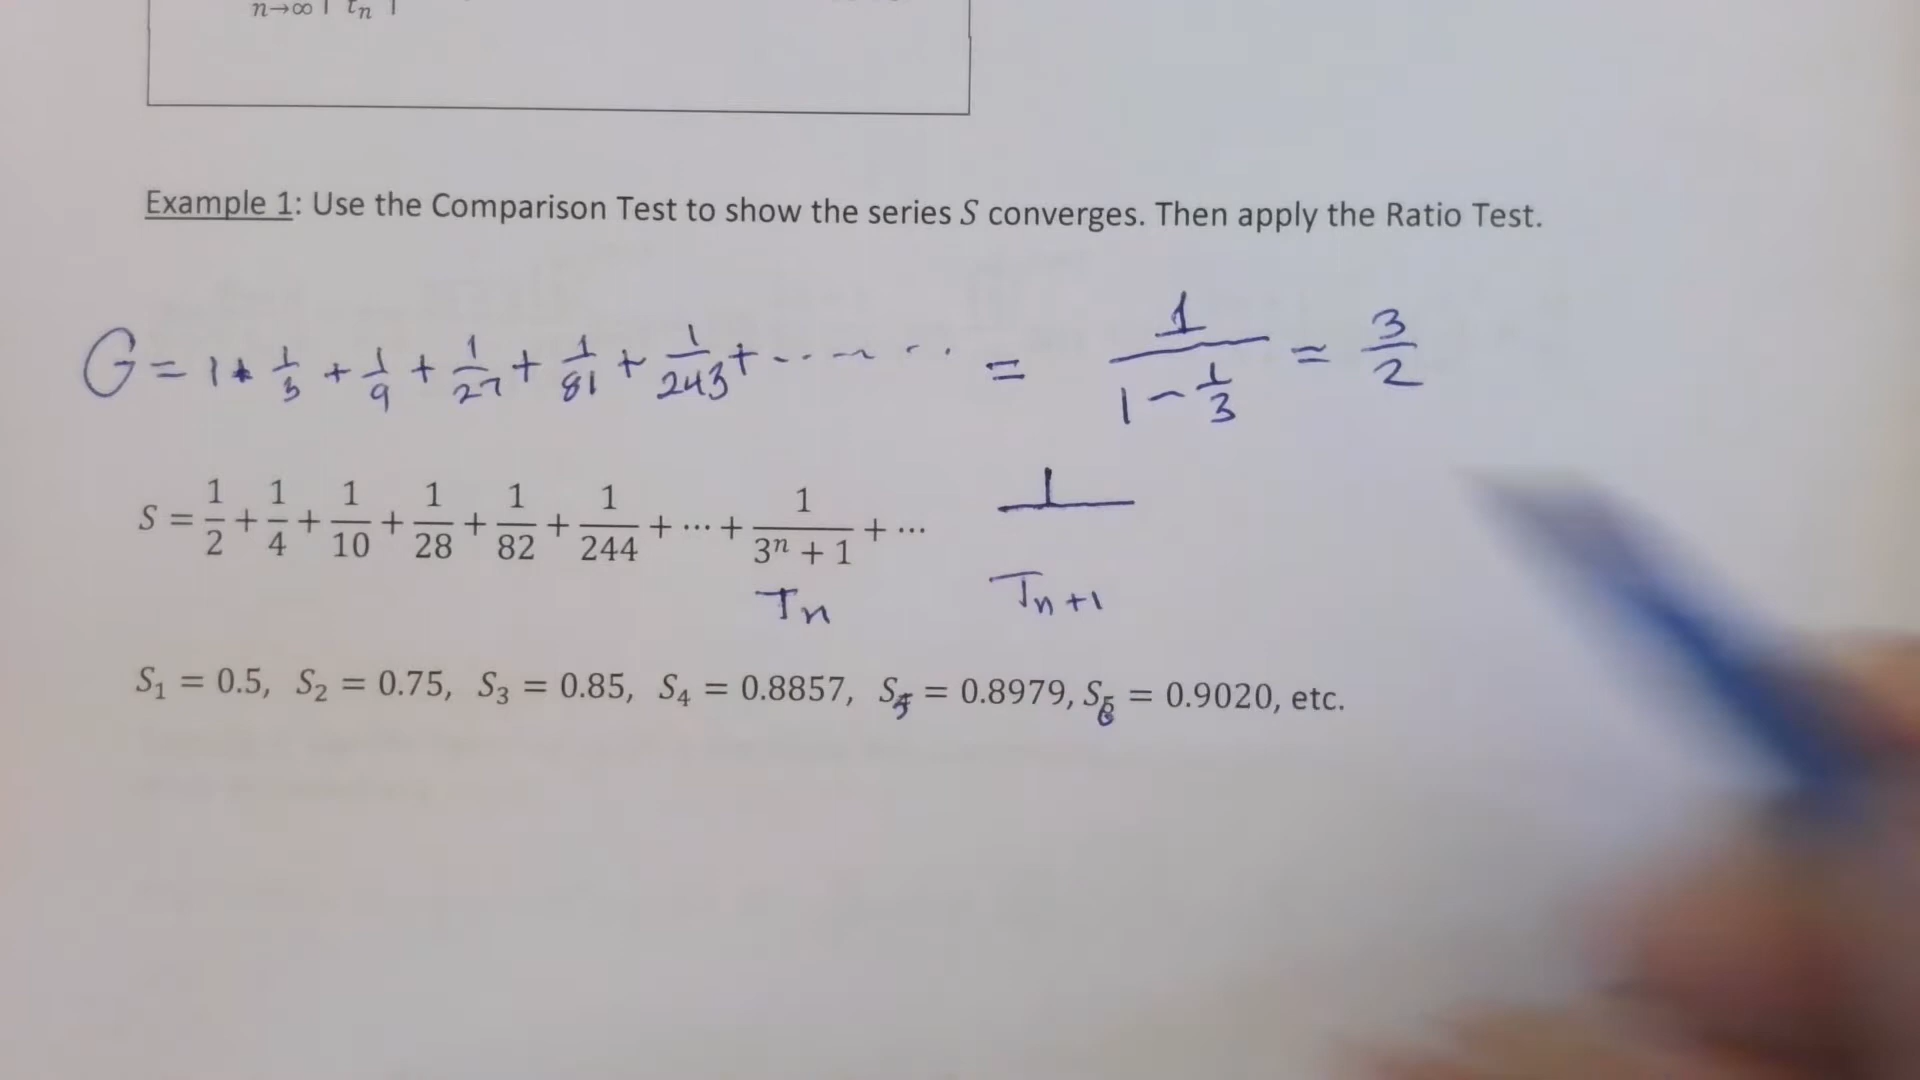 n→∞ | tₙ |
Example 1: Use the Comparison Test to show the series S converges. Then apply the Ratio Test.
G = 1 + 1/3 + 1/9 + 1/27 + 1/81 + 1/243 + ........ = 1/(1 - 1/3) = 3/2
S = 1/2 + 1/4 + 1/10 + 1/28 + 1/82 + 1/244 + ⋯ + 1/(3ⁿ + 1) + ⋯ 1/
Tn Tn+1
S₁ = 0.5, S₂ = 0.75, S₃ = 0.85, S₄ = 0.8857, S₅ = 0.8979, S₆ = 0.9020, etc.